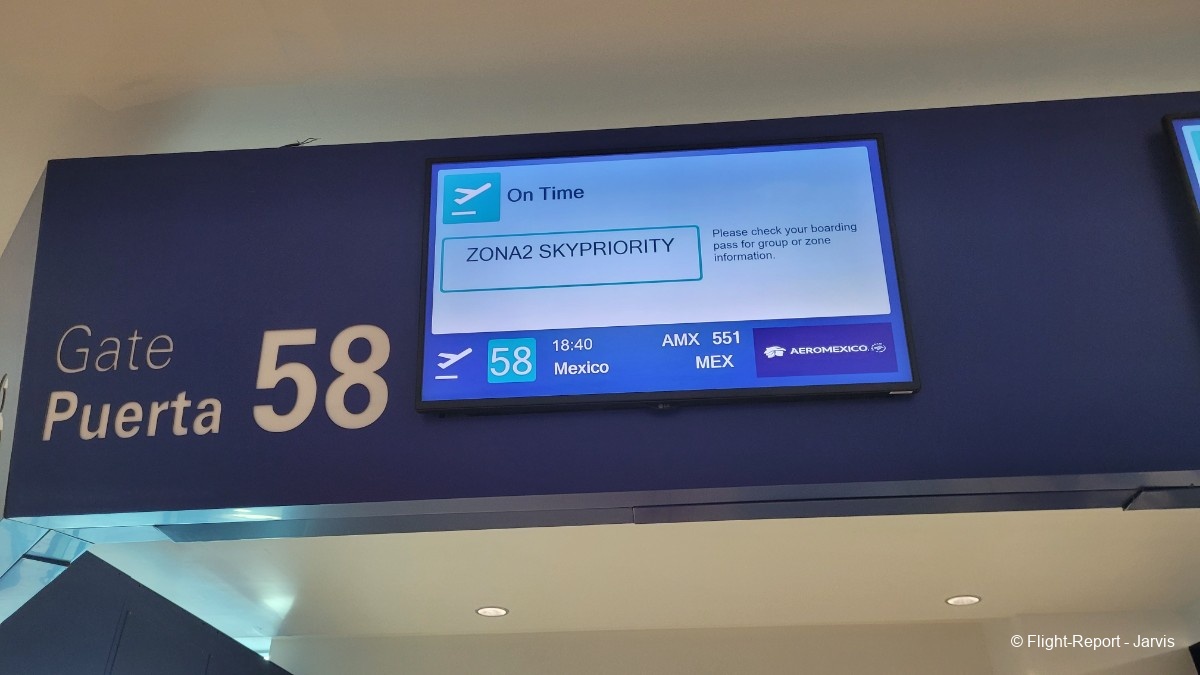 Gate
Puerta
58
On Time
ZONA2 SKYPRIORITY
Please check your boarding
pass for group or zone
information.
58
18:40
Mexico
AMX 551
MEX
AEROMEXICO
© Flight-Report - Jarvis